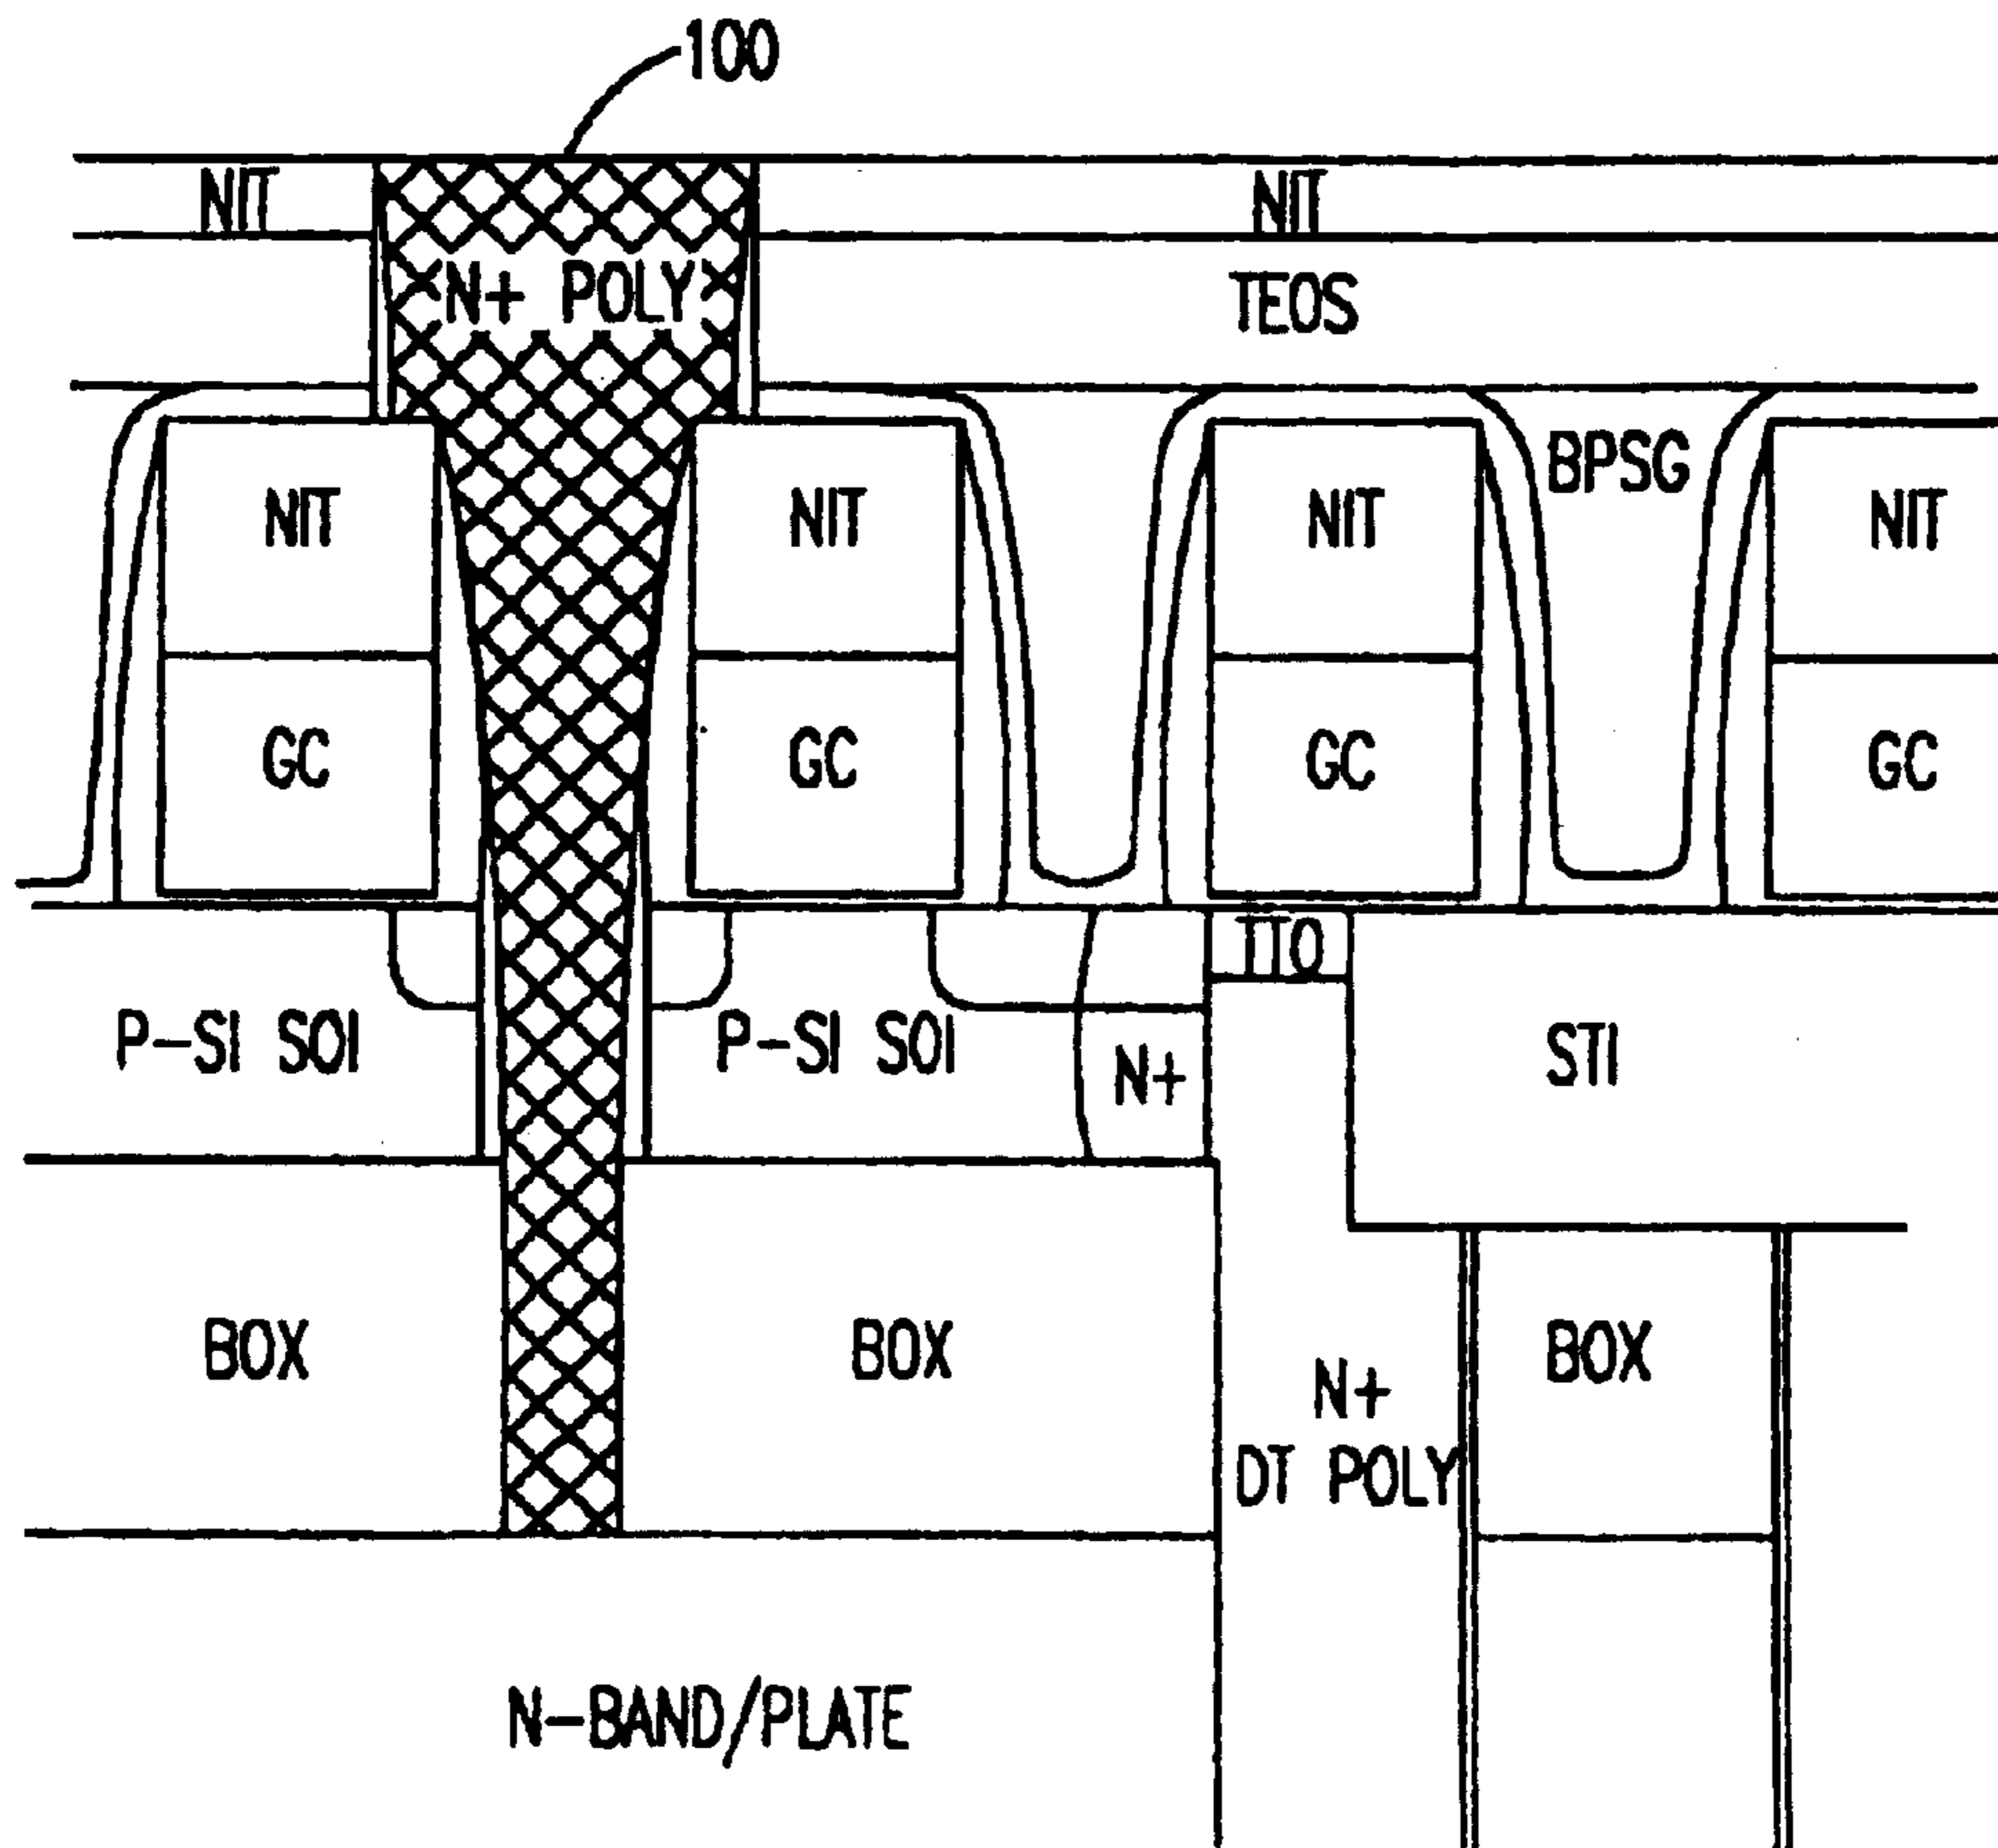 100
NIT
NIT
N+ POLY
TEOS
BPSG
NIT
NIT
NIT
NIT
GC
GC
GC
GC
TTO
P-SI SOI
P-SI SOI
N+
STI
BOX
BOX
BOX
N+
DT POLY
N-BAND/PLATE